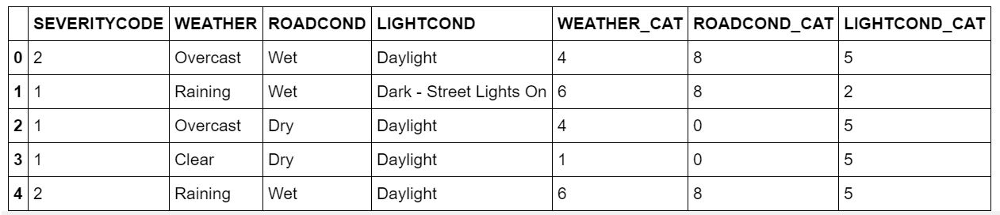 SEVERITYCODE WEATHER ROADCOND LIGHTCOND WEATHER_CAT ROADCOND_CAT LIGHTCOND_CAT
0 2 Overcast Wet Daylight 4 8 5
1 1 Raining Wet Dark - Street Lights On 6 8 2
2 1 Overcast Dry Daylight 4 0 5
3 1 Clear Dry Daylight 1 0 5
4 2 Raining Wet Daylight 6 8 5